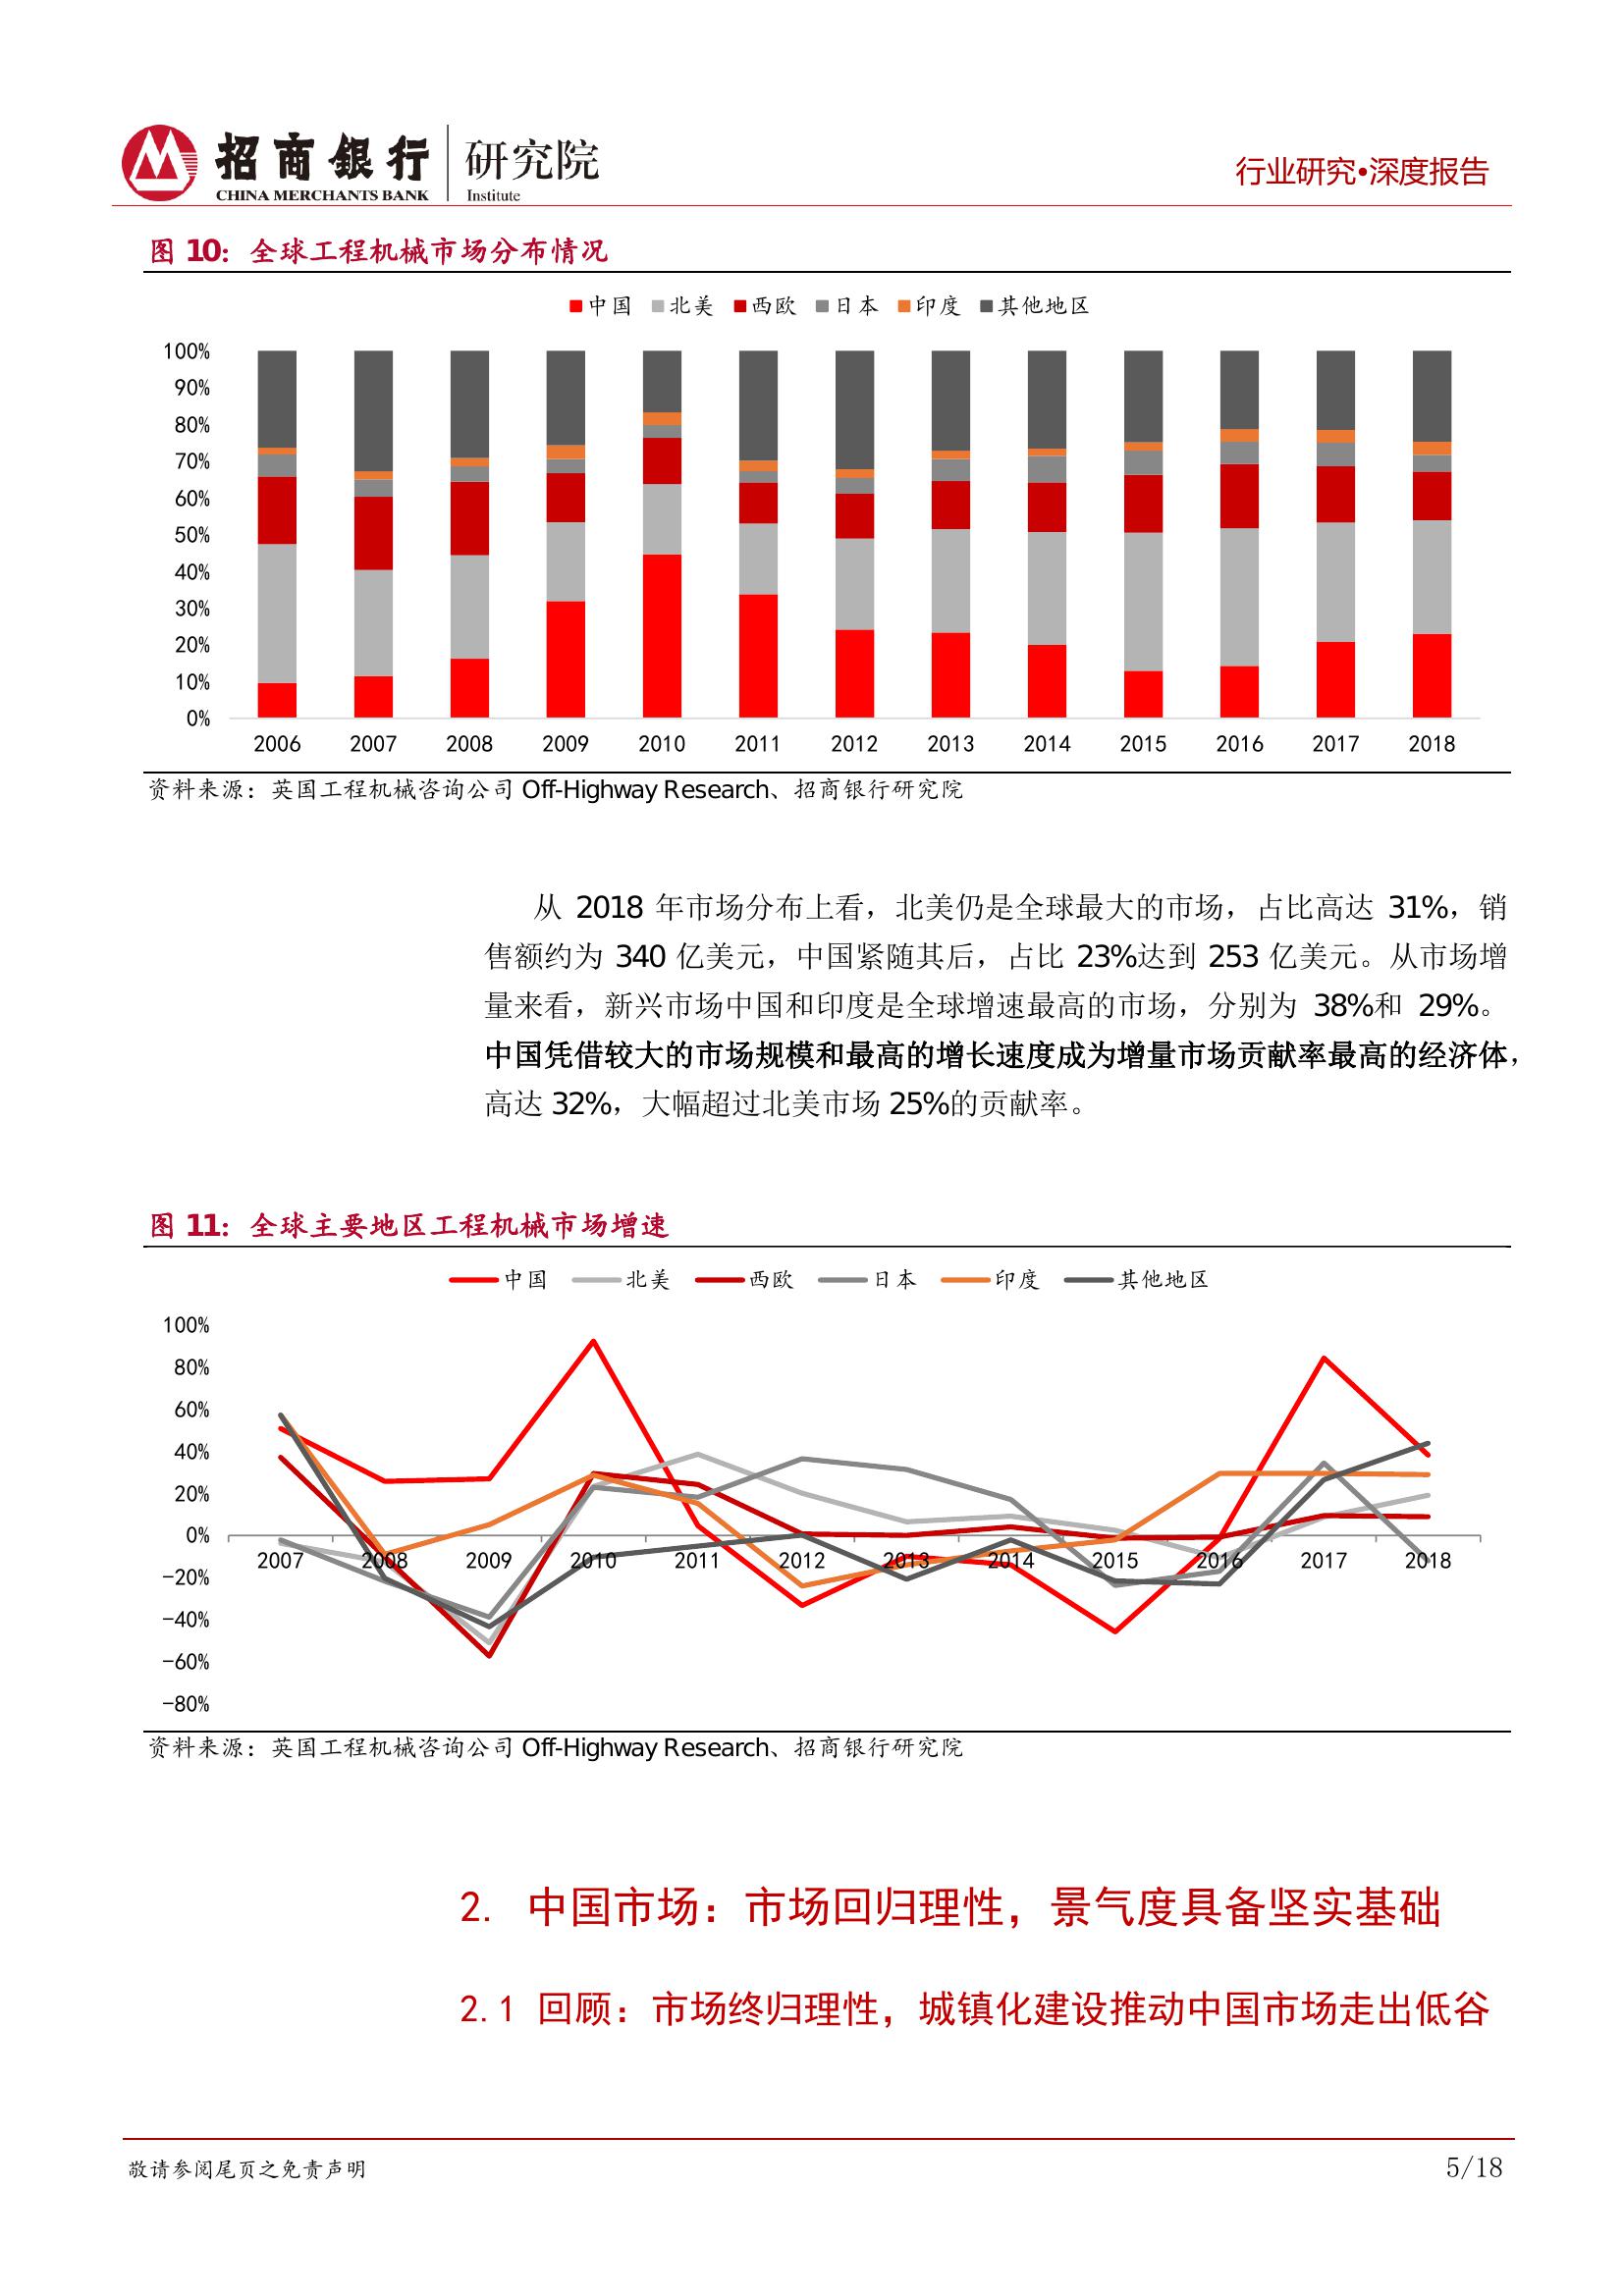 招商銀行 研究院
CHINA MERCHANTS BANK Institute
行业研究•深度报告
图 10：全球工程机械市场分布情况
中国 北美 西欧 日本 印度 其他地区
100%
90%
80%
70%
60%
50%
40%
30%
20%
10%
0%
2006 2007 2008 2009 2010 2011 2012 2013 2014 2015 2016 2017 2018
资料来源：英国工程机械咨询公司 Off-Highway Research、招商银行研究院
从 2018 年市场分布上看，北美仍是全球最大的市场，占比高达 31%，销
售额约为 340 亿美元，中国紧随其后，占比 23%达到 253 亿美元。从市场增
量来看，新兴市场中国和印度是全球增速最高的市场，分别为 38%和 29%。
中国凭借较大的市场规模和最高的增长速度成为增量市场贡献率最高的经济体，
高达 32%，大幅超过北美市场 25%的贡献率。
图 11：全球主要地区工程机械市场增速
中国 北美 西欧 日本 印度 其他地区
100%
80%
60%
40%
20%
0%
-20%
-40%
-60%
-80%
2007 2008 2009 2010 2011 2012 2013 2014 2015 2016 2017 2018
资料来源：英国工程机械咨询公司 Off-Highway Research、招商银行研究院
2. 中国市场：市场回归理性，景气度具备坚实基础
2.1 回顾：市场终归理性，城镇化建设推动中国市场走出低谷
敬请参阅尾页之免责声明
5/18